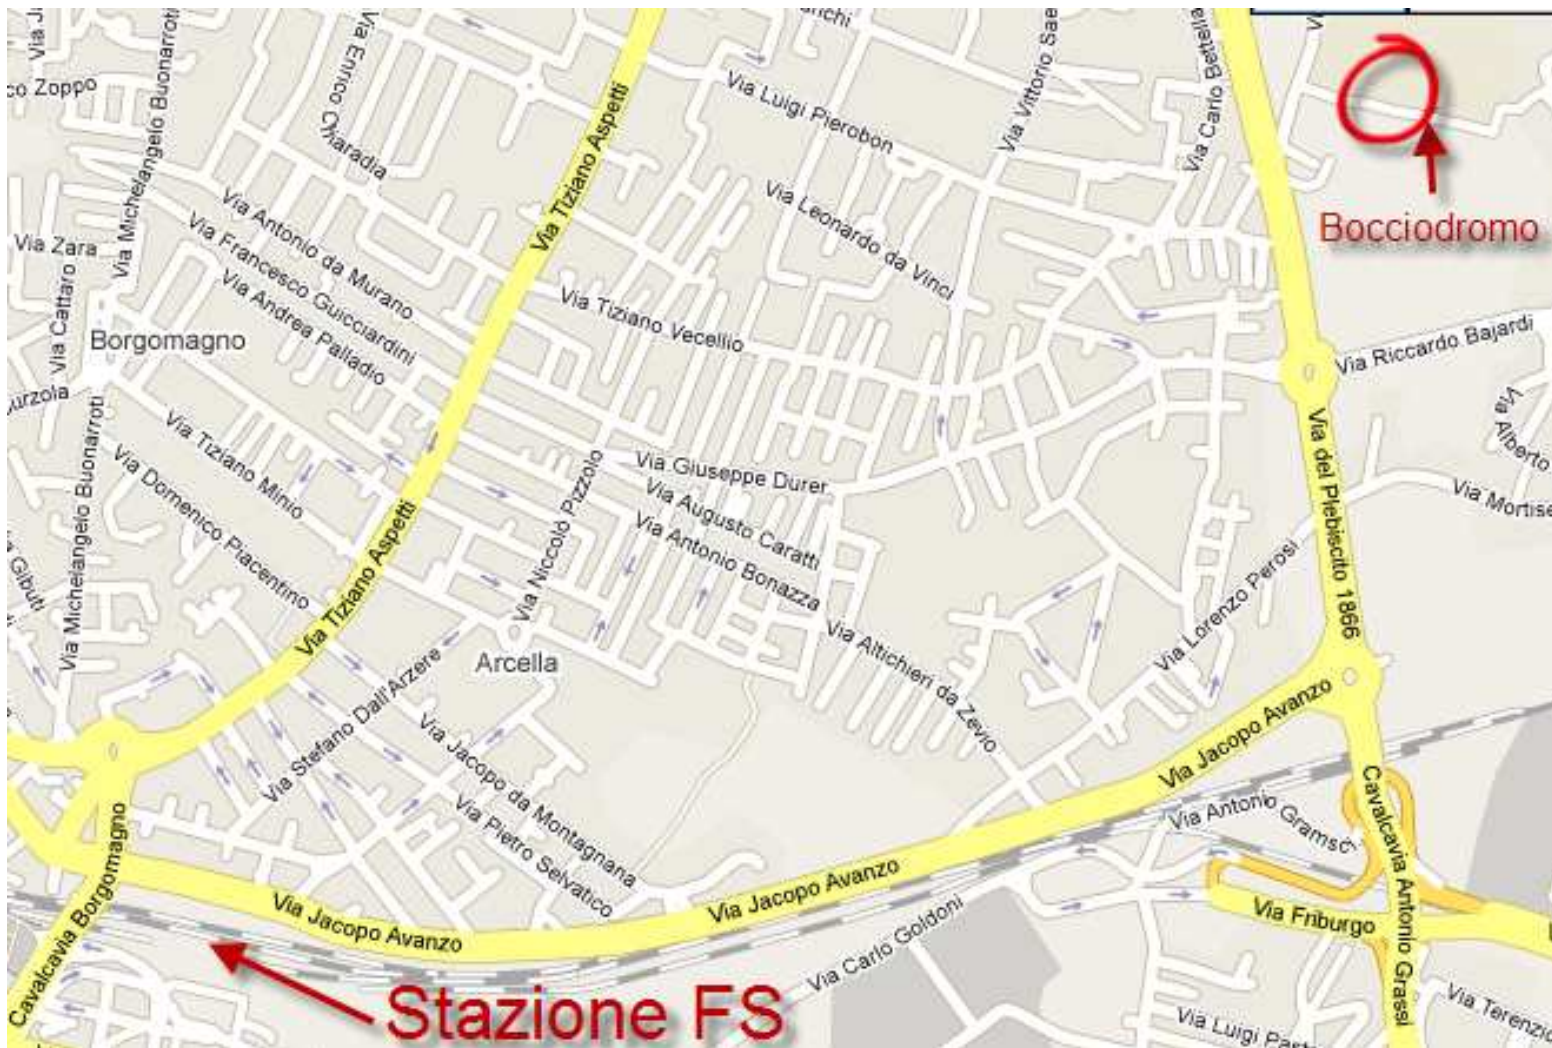 Via Luigi Pierobon
Via Vittorio Sae
Via Carlo Bettella
co Zoppo
Via Enrico Charadia
Via Michelangelo Buonarroti
Via Tiziano Aspetti
Bocciodromo
Via Leonardo da Vinci
Via Antonio da Murano
Via Francesco Guicciardini
Via Andrea Palladio
Via Zara
Via Cattaro
Via Tiziano Vecellio
Borgomagno
Via Riccardo Bajardi
urzola
Via Alberto
Via Tiziano Minio
Via Domenico Piacentino
Via Michelangelo Buonarroti
Via Giuseppe Durer
Via Augusto Caratti
Via Antonio Bonazza
Via Niccolò Pizzolo
Via del Plebiscito 1866
Via Mortise
Via Tiziano Aspetti
a Gibuti
Via Lorenzo Perosi
Arcella
Via Altichieri da Zevio
Via Stefano Dall'Arzere
Via Jacopo da Montagnana
Via Pietro Selvatico
Via Jacopo Avanzo
Via Antonio Gramsc
Cavalcavia Borgomagno
Via Jacopo Avanzo
Via Jacopo Avanzo
Via Carlo Goldoni
Via Friburgo
Cavalcavia Antonio Grassi
Stazione FS
Via Luigi Past
Via Terenzio